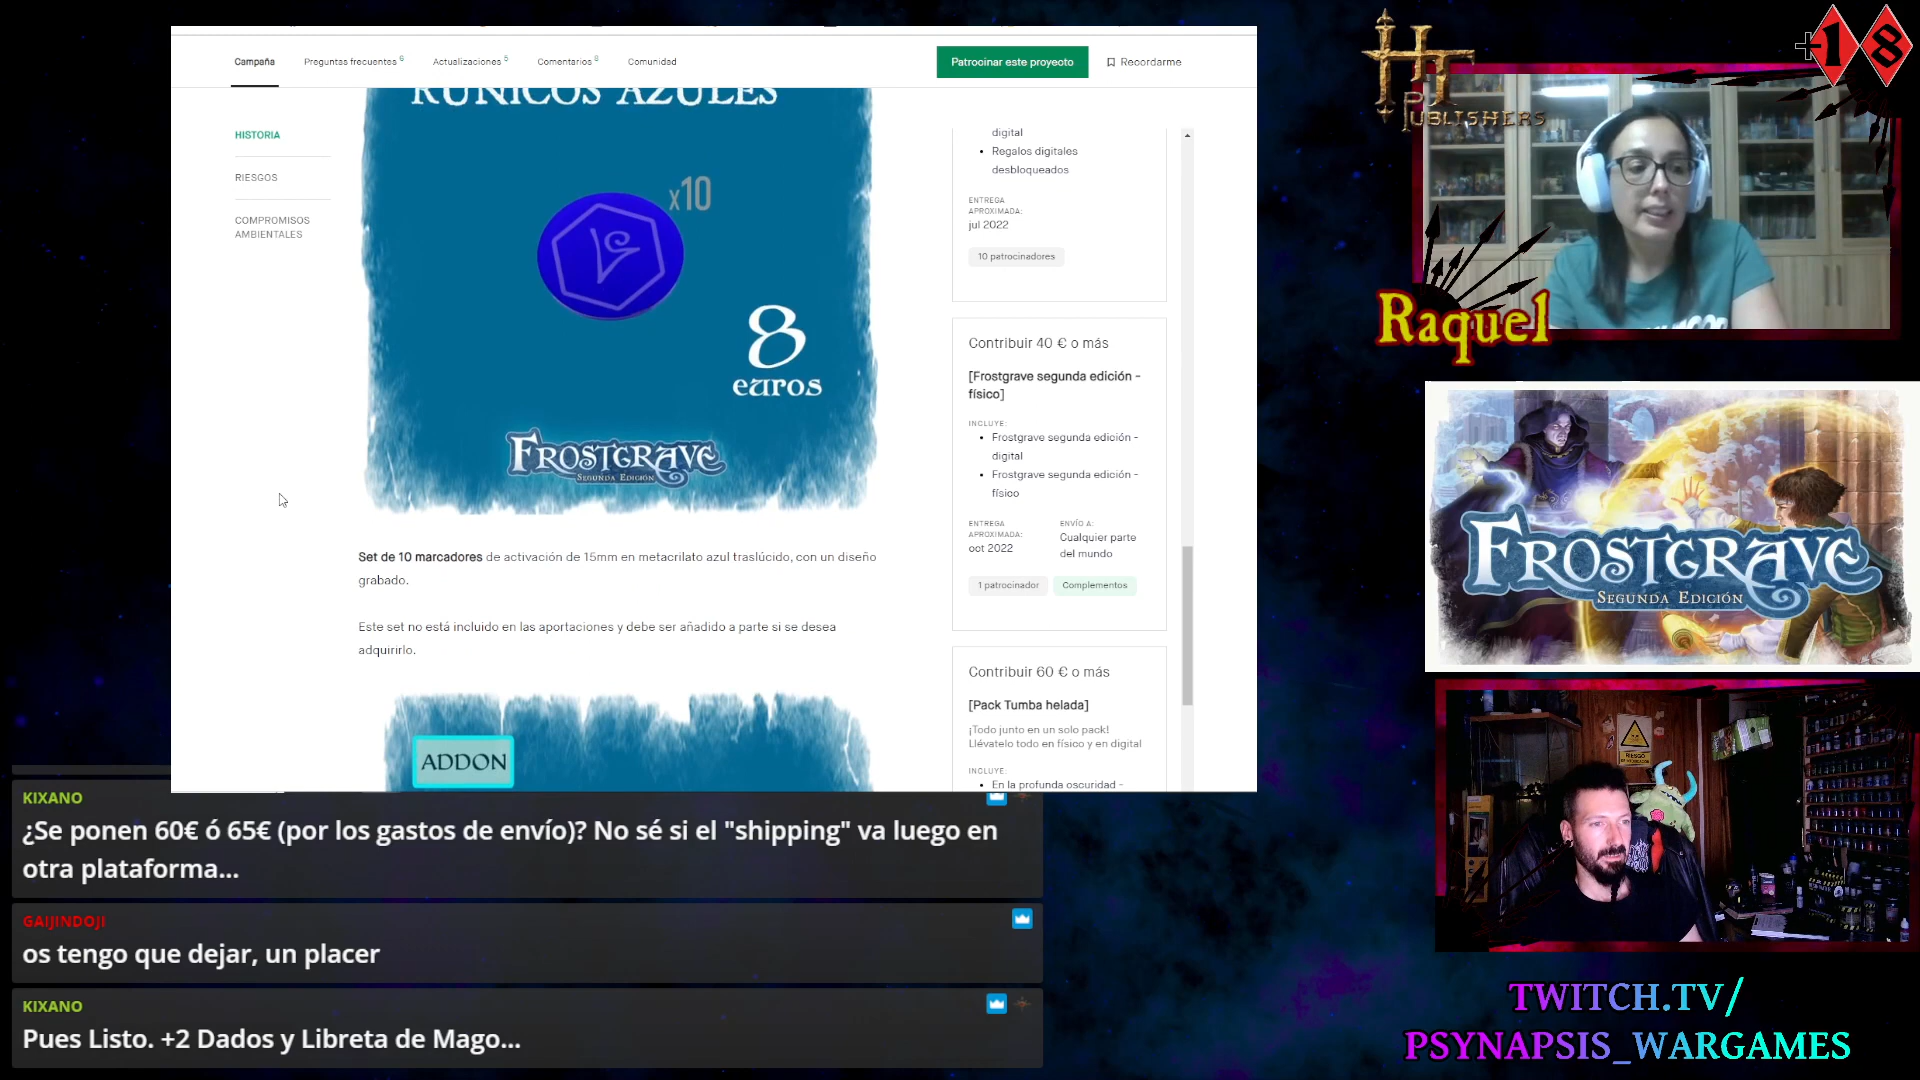 Campaña
Preguntas frecuentes 6
Actualizaciones 5
Comentarios 8
Comunidad
Patrocinar este proyecto
Recordarme
HISTORIA
RIESGOS
COMPROMISOS
AMBIENTALES
RÚNICOS AZULES
x10
8
euros
FROSTGRAVE
SEGUNDA EDICIÓN
Set de 10 marcadores de activación de 15mm en metacrilato azul traslúcido, con un diseño
grabado.
Este set no está incluido en las aportaciones y debe ser añadido a parte si se desea
adquirirlo.
ADDON
digital
• Regalos digitales
desbloqueados
ENTREGA
APROXIMADA:
jul 2022
10 patrocinadores
Contribuir 40 € o más
[Frostgrave segunda edición -
físico]
INCLUYE:
• Frostgrave segunda edición -
digital
• Frostgrave segunda edición -
físico
ENTREGA
APROXIMADA:
oct 2022
ENVÍO A:
Cualquier parte
del mundo
1 patrocinador
Complementos
Contribuir 60 € o más
[Pack Tumba helada]
¡Todo junto en un solo pack!
Llévatelo todo en físico y en digital
INCLUYE:
• En la profunda oscuridad -
KIXANO
¿Se ponen 60€ ó 65€ (por los gastos de envío)? No sé si el "shipping" va luego en
otra plataforma...
GAIJINDOJI
os tengo que dejar, un placer
KIXANO
Pues Listo. +2 Dados y Libreta de Mago...
HT
PUBLISHERS
+18
Raquel
FROSTGRAVE
SEGUNDA EDICIÓN
TWITCH.TV/
PSYNAPSIS_WARGAMES